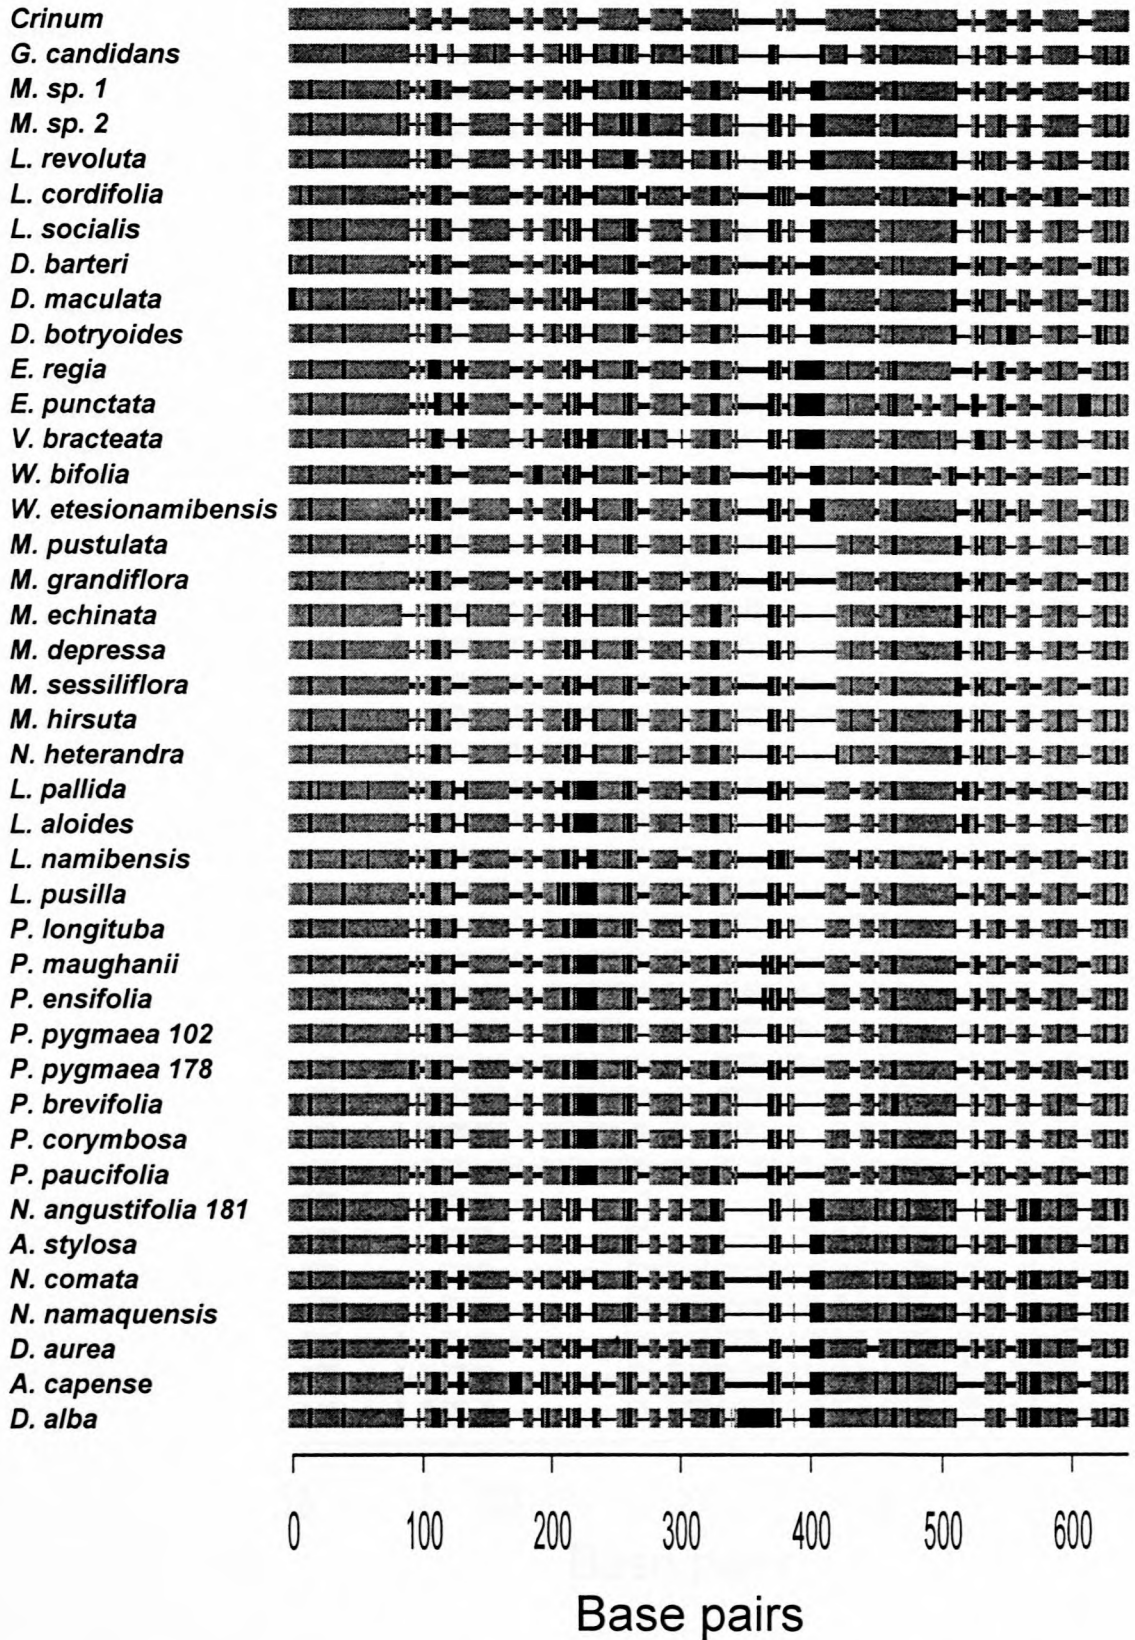 Crinum
G. candidans
M. sp. 1
M. sp. 2
L. revoluta
L. cordifolia
L. socialis
D. barteri
D. maculata
D. botryoides
E. regia
E. punctata
V. bracteata
W. bifolia
W. etesionamibensis
M. pustulata
M. grandiflora
M. echinata
M. depressa
M. sessiliflora
M. hirsuta
N. heterandra
L. pallida
L. aloides
L. namibensis
L. pusilla
P. longituba
P. maughanii
P. ensifolia
P. pygmaea 102
P. pygmaea 178
P. brevifolia
P. corymbosa
P. paucifolia
N. angustifolia 181
A. stylosa
N. comata
N. namaquensis
D. aurea
A. capense
D. alba
0 100 200 300 400 500 600
Base pairs